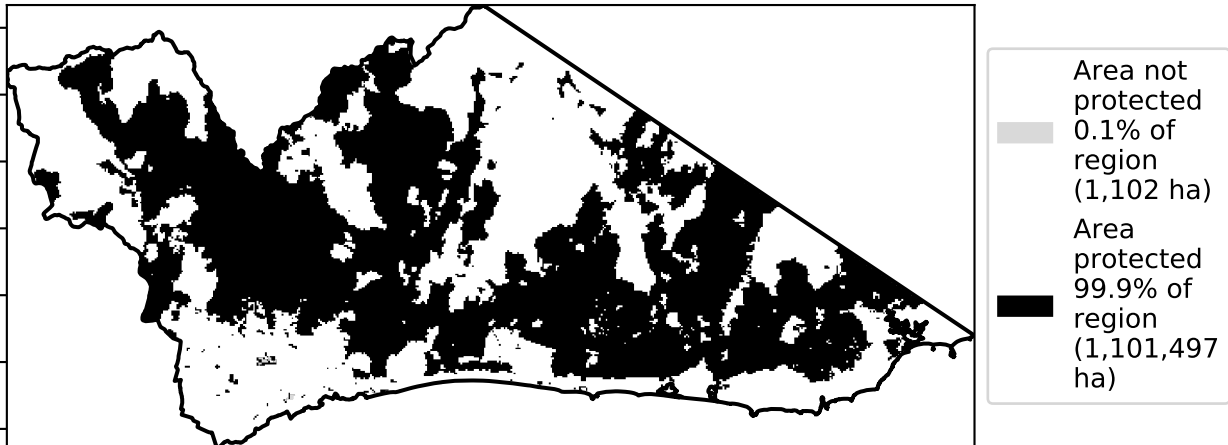 Area not
protected
0.1% of
region
(1,102 ha)
Area
protected
99.9% of
region
(1,101,497
ha)